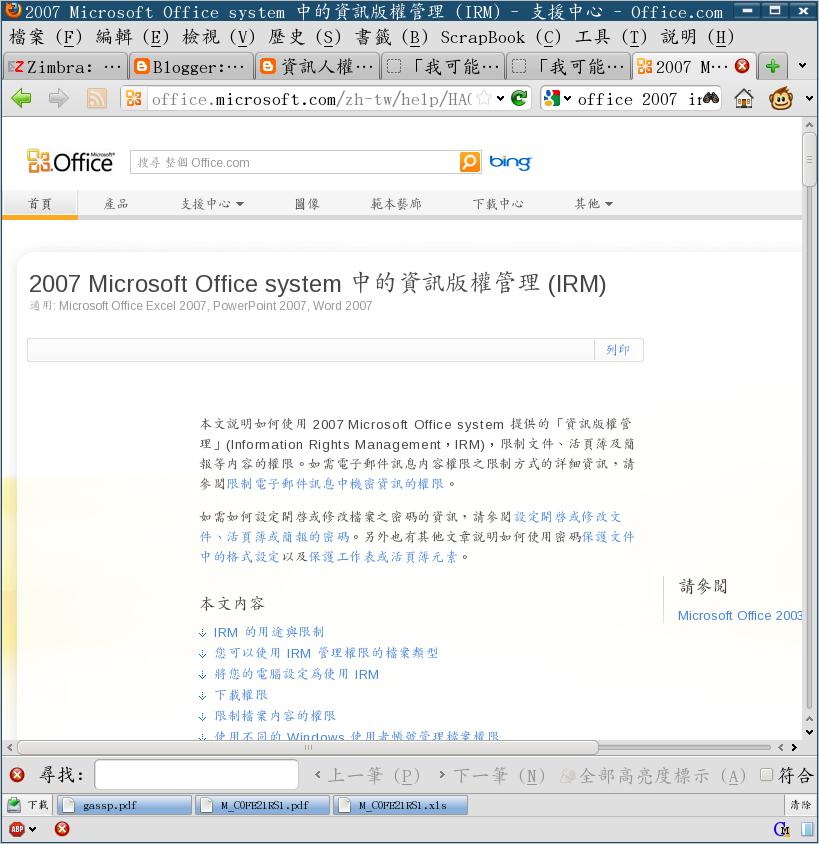 2007 Microsoft Office system 中的資訊版權管理 (IRM) - 支援中心 - Office.com
檔案 (F) 編輯 (E) 檢視 (V) 歷史 (S) 書籤 (B) ScrapBook (C) 工具 (T) 說明 (H)
Zimbra: ··· Blogger:··· 資訊人權··· 「我可能··· 「我可能··· 2007 M···
office.microsoft.com/zh-tw/help/HA0 office 2007 ir
Microsoft Office 搜尋 整個 Office.com bing
首頁 產品 支援中心 圖像 範本藝廊 下載中心 其他
2007 Microsoft Office system 中的資訊版權管理 (IRM)
適用: Microsoft Office Excel 2007, PowerPoint 2007, Word 2007
列印
本文說明如何使用 2007 Microsoft Office system 提供的「資訊版權管
理」(Information Rights Management，IRM)，限制文件、活頁簿及簡
報等內容的權限。如需電子郵件訊息內容權限之限制方式的詳細資訊，請
參閱限制電子郵件訊息中機密資訊的權限。
如需如何設定開啟或修改檔案之密碼的資訊，請參閱設定開啟或修改文
件、活頁簿或簡報的密碼。另外也有其他文章說明如何使用密碼保護文件
中的格式設定以及保護工作表或活頁簿元素。
請參閱
Microsoft Office 2003
本文內容
IRM 的用途與限制
您可以使用 IRM 管理權限的檔案類型
將您的電腦設定為使用 IRM
下載權限
限制檔案內容的權限
使用不同的 Windows 使用者帳號管理檔案權限
尋找: 上一筆 (P) 下一筆 (N) 全部高亮度標示 (A) 符合
下載 gassp.pdf M_COFE21RS1.pdf M_COFE21RS1.xls 清除
ABP